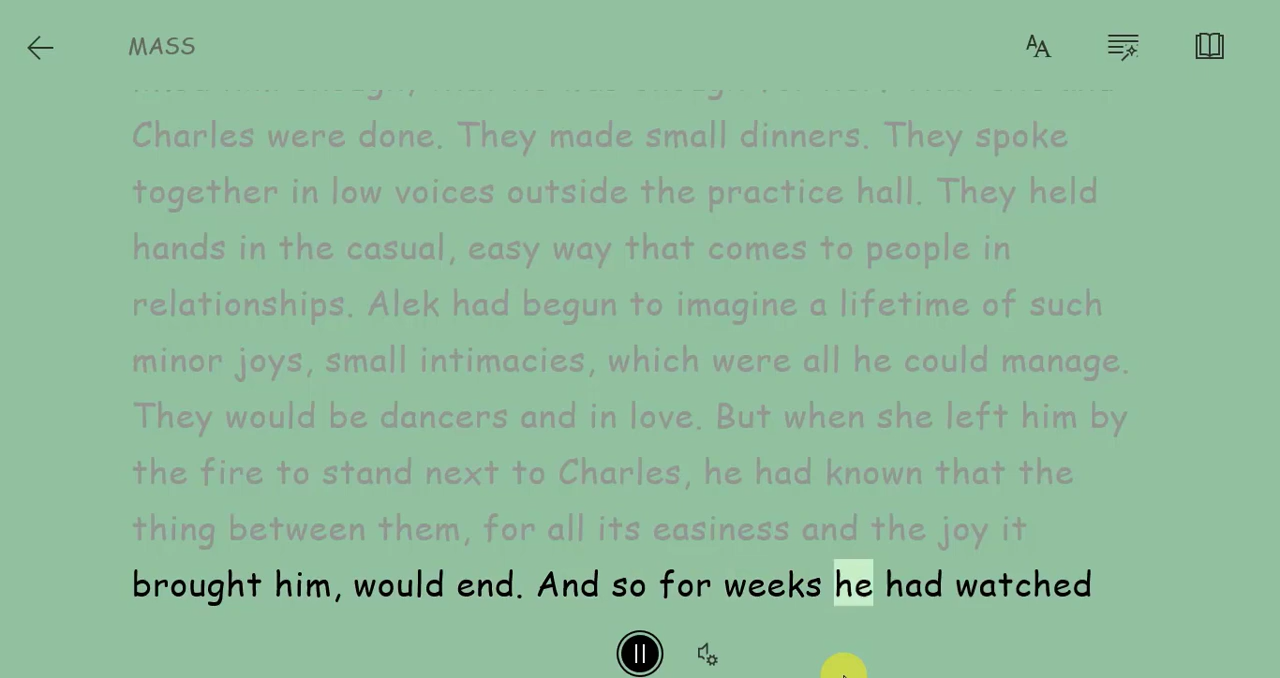 MASS
Charles were done. They made small dinners. They spoke
together in low voices outside the practice hall. They held
hands in the casual, easy way that comes to people in
relationships. Alek had begun to imagine a lifetime of such
minor joys, small intimacies, which were all he could manage.
They would be dancers and in love. But when she left him by
the fire to stand next to Charles, he had known that the
thing between them, for all its easiness and the joy it
brought him, would end. And so for weeks he had watched